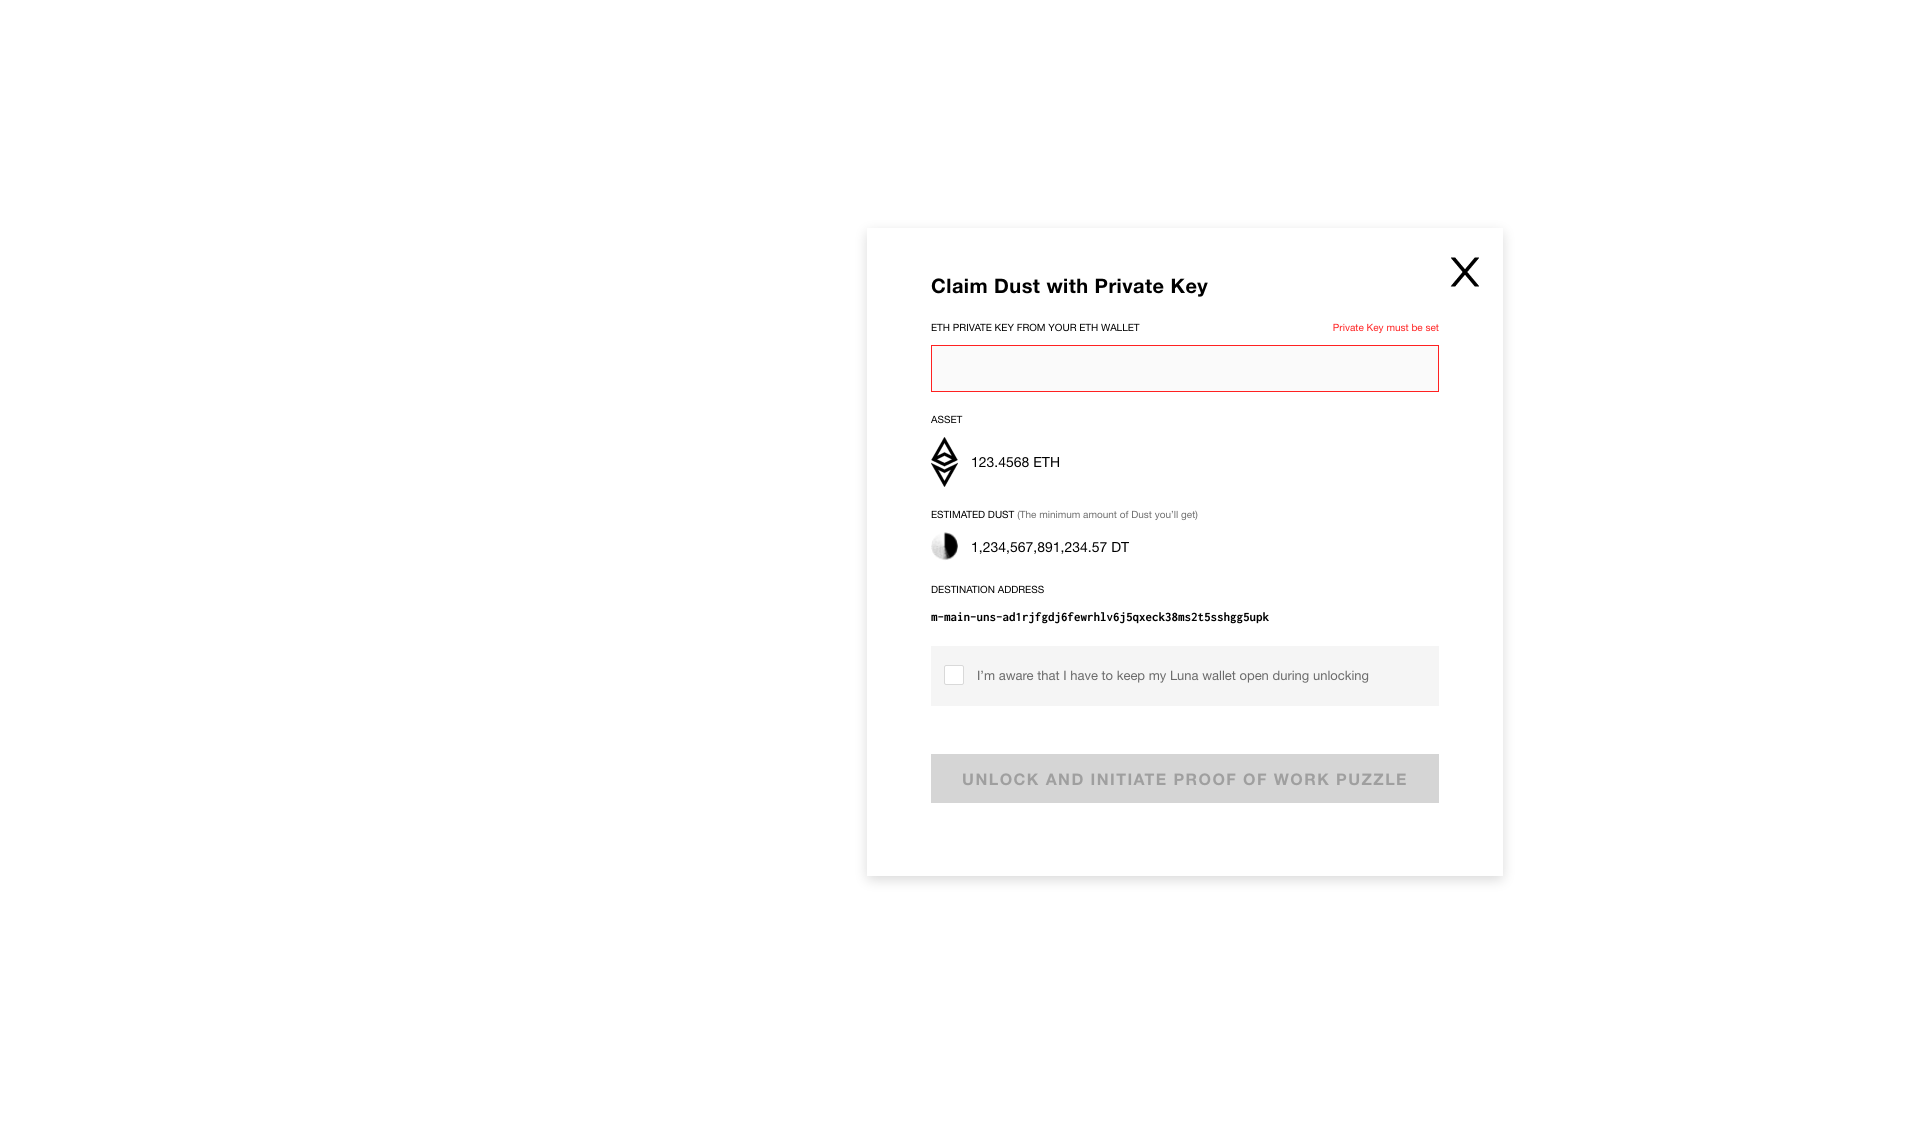 Claim Dust with Private Key
X
ETH PRIVATE KEY FROM YOUR ETH WALLET Private Key must be set
ASSET
123.4568 ETH
ESTIMATED DUST (The minimum amount of Dust you'll get)
1,234,567,891,234.57 DT
DESTINATION ADDRESS
m-main-uns-ad1rjfgdj6fewrhlv6j5qxeck38ms2t5sshgg5upk
I'm aware that I have to keep my Luna wallet open during unlocking
UNLOCK AND INITIATE PROOF OF WORK PUZZLE